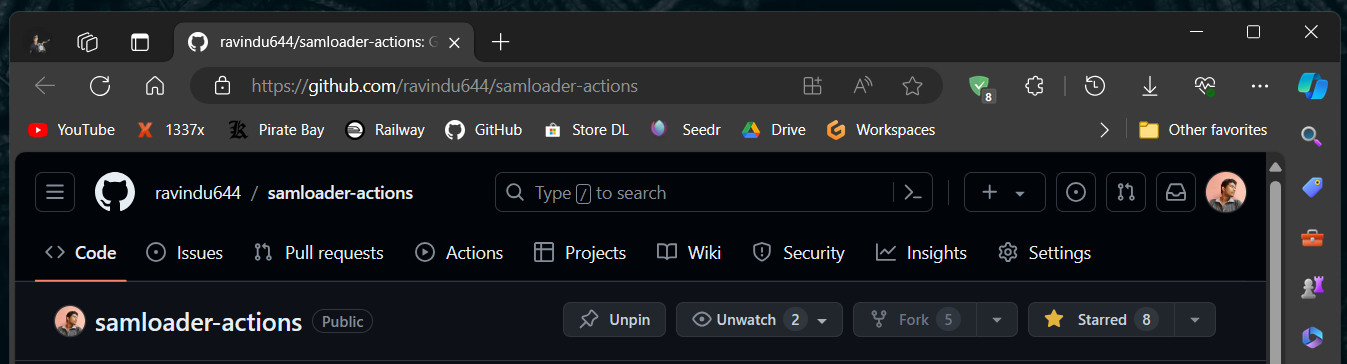 ravindu644/samloader-actions: G
https://github.com/ravindu644/samloader-actions
8
YouTube 1337x Pirate Bay Railway GitHub Store DL Seedr Drive Workspaces Other favorites
ravindu644 / samloader-actions Type / to search
Code Issues Pull requests Actions Projects Wiki Security Insights Settings
samloader-actions Public Unpin Unwatch 2 Fork 5 Starred 8